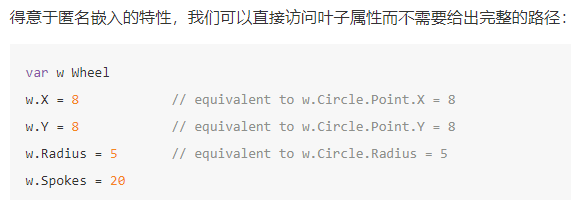 得意于匿名嵌入的特性，我们可以直接访问叶子属性而不需要给出完整的路径：
var w Wheel
w.X = 8            // equivalent to w.Circle.Point.X = 8
w.Y = 8            // equivalent to w.Circle.Point.Y = 8
w.Radius = 5       // equivalent to w.Circle.Radius = 5
w.Spokes = 20